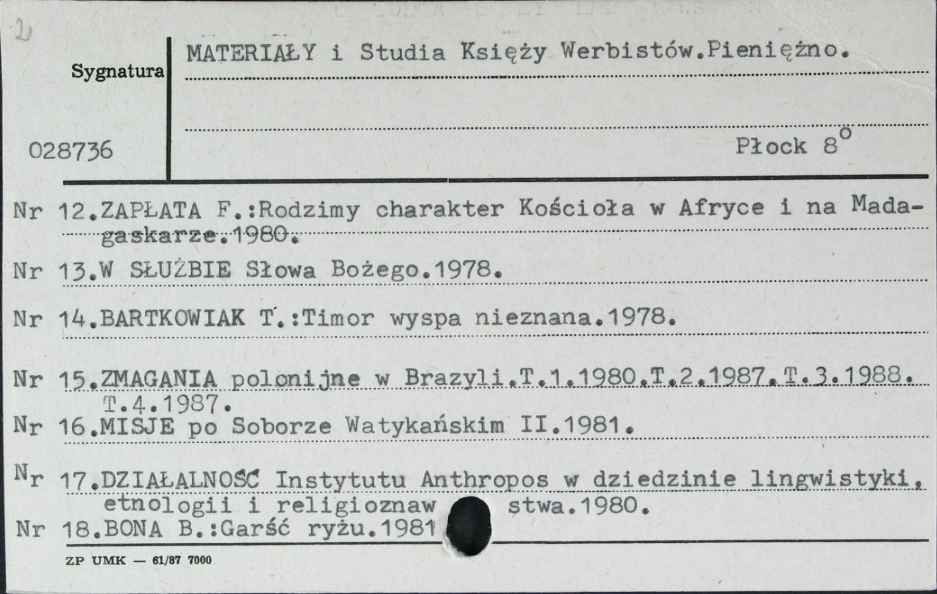 2
MATERIAŁY i Studia Księży Werbistów.Pieniężno.
Sygnatura
028736
Płock 8°
Nr 12.ZAPŁATA F.:Rodzimy charakter Kościoła w Afryce i na Mada-
gaskarze.1980.
Nr 13.W SŁUŻBIE Słowa Bożego.1978.
Nr 14.BARTKOWIAK T.:Timor wyspa nieznana.1978.
Nr 15.ZMAGANIA polonijne w Brazyli.T.1.1980.T.2.1987.T.3.1988.
T.4.1987.
Nr 16.MISJE po Soborze Watykańskim II.1981.
Nr 17.DZIAŁALNOŚĆ Instytutu Anthropos w dziedzinie lingwistyki,
etnologii i religioznaw stwa.1980.
Nr 18.BONA B.:Garść ryżu.1981
ZP UMK — 61/87 7000